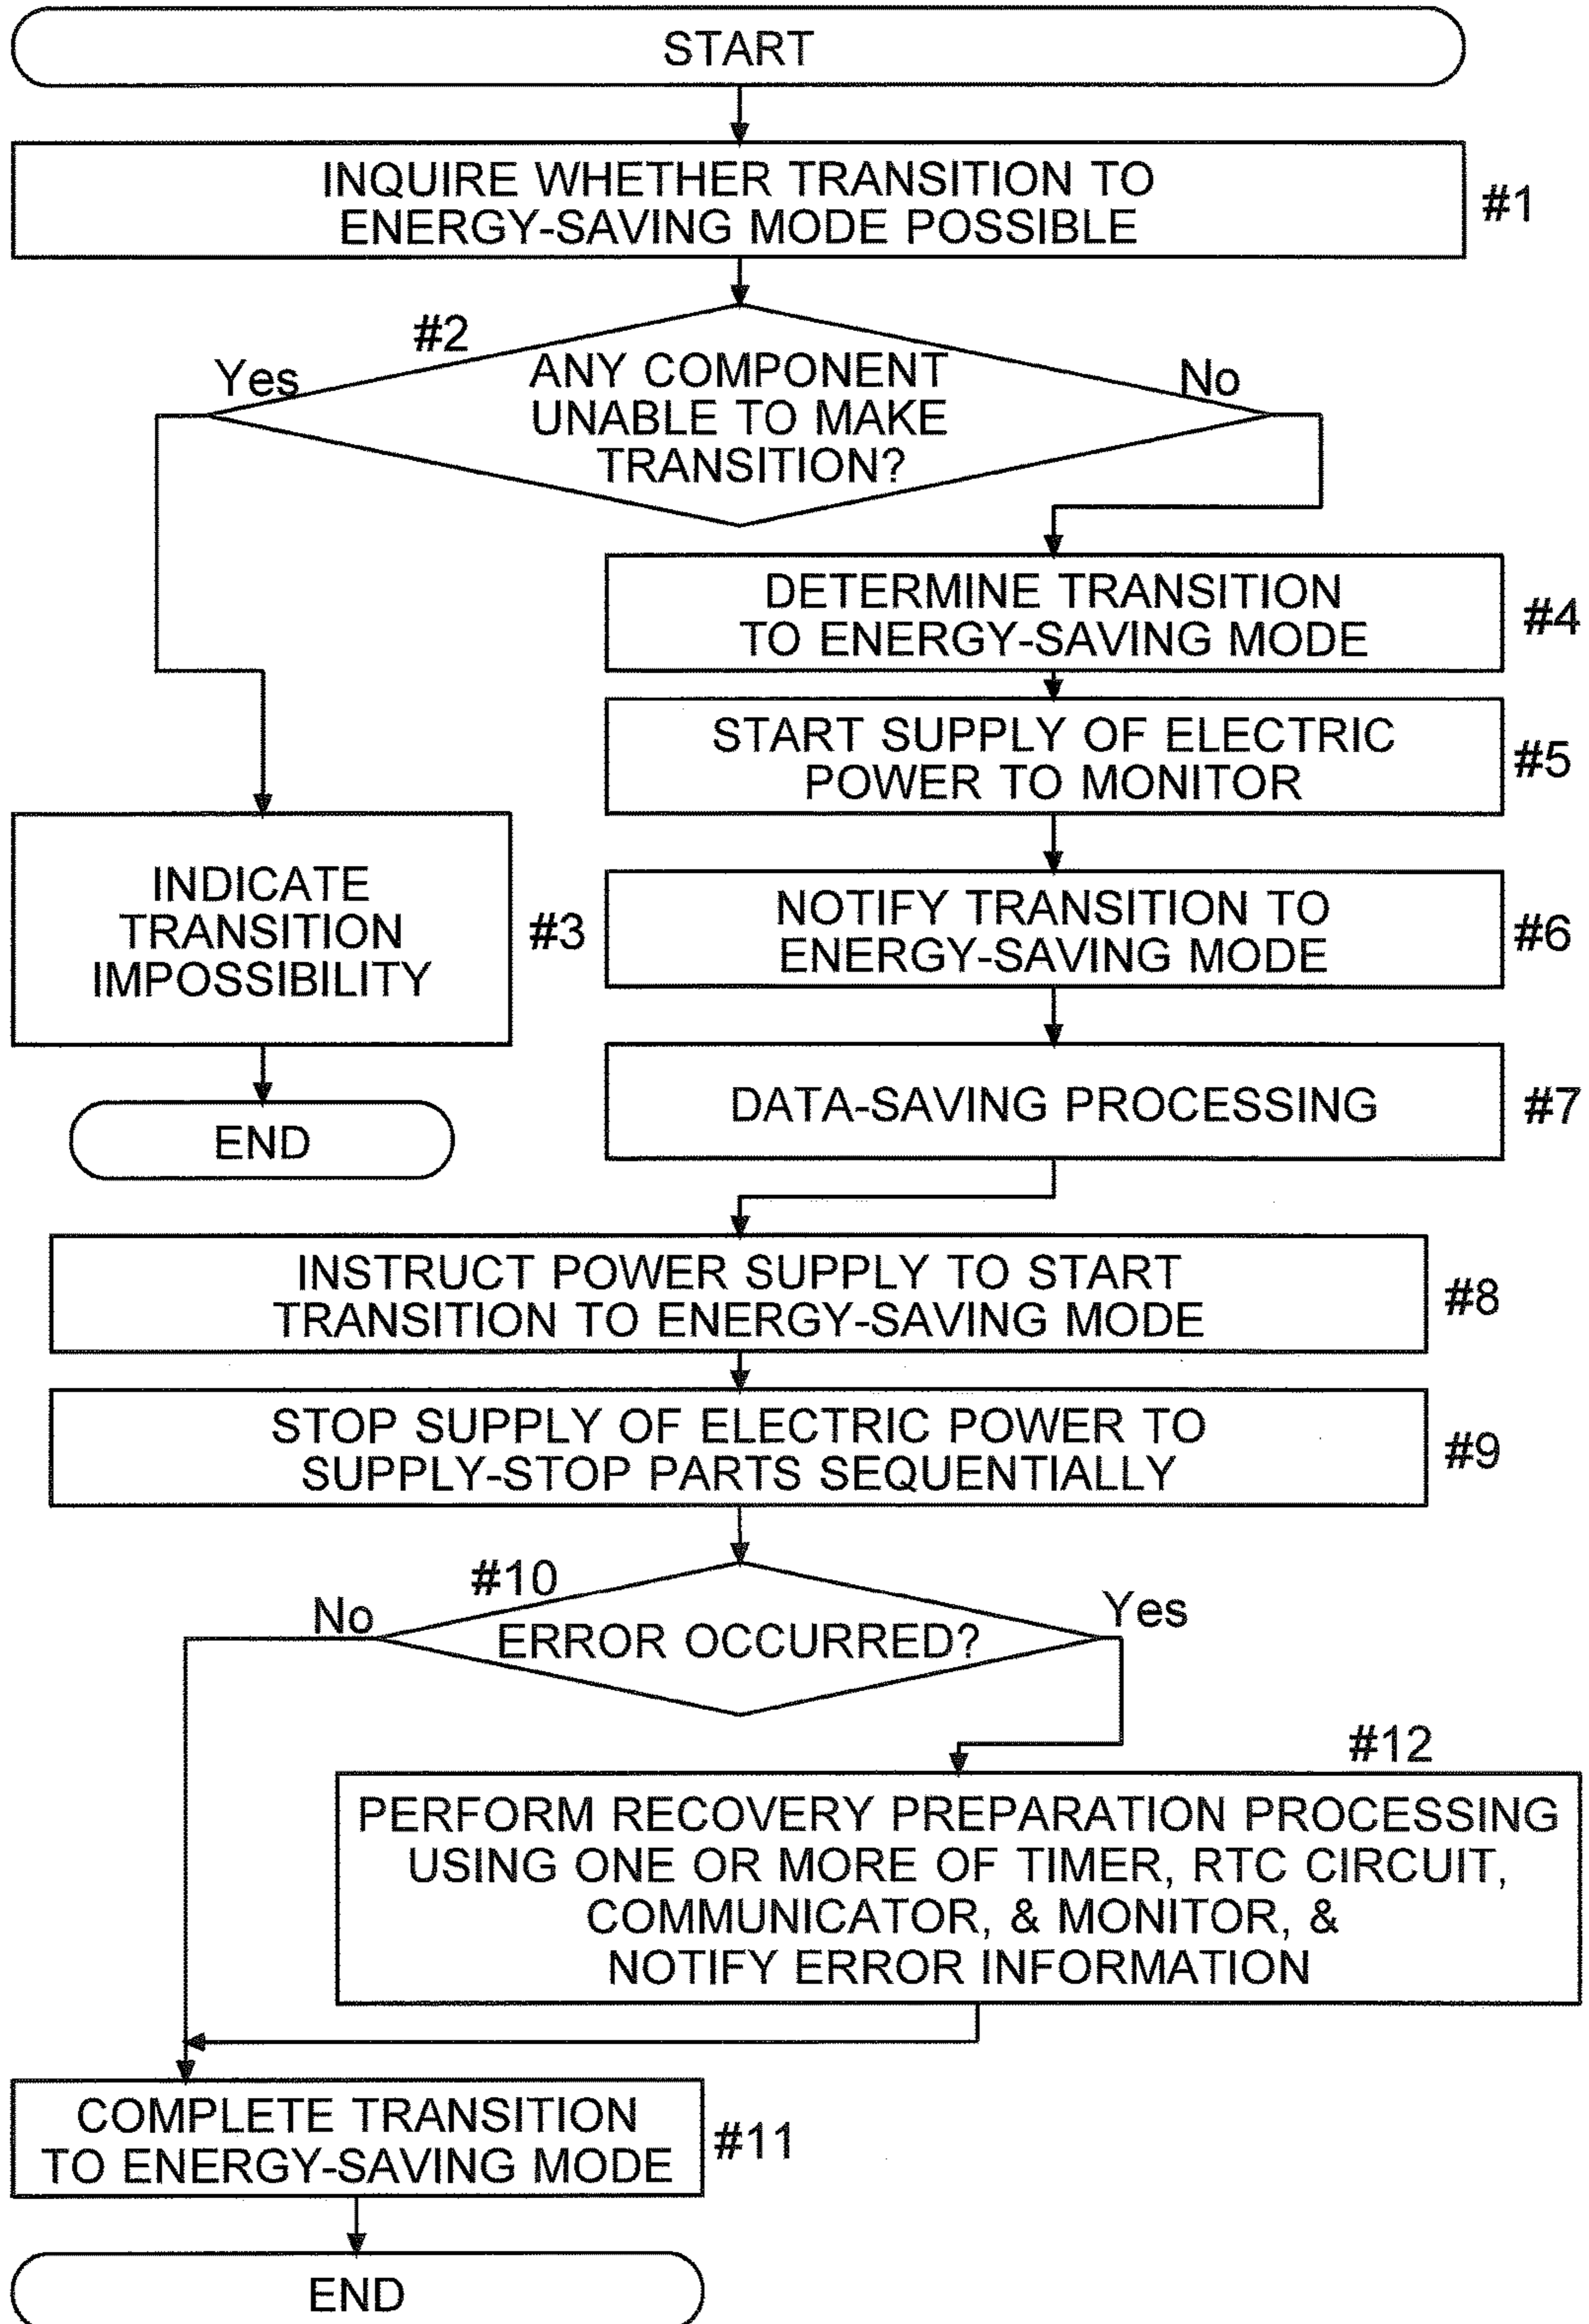 START
INQUIRE WHETHER TRANSITION TO
ENERGY-SAVING MODE POSSIBLE
#1
#2
Yes
ANY COMPONENT
UNABLE TO MAKE
TRANSITION?
No
DETERMINE TRANSITION
TO ENERGY-SAVING MODE
#4
START SUPPLY OF ELECTRIC
POWER TO MONITOR
#5
INDICATE
TRANSITION
IMPOSSIBILITY
#3
NOTIFY TRANSITION TO
ENERGY-SAVING MODE
#6
DATA-SAVING PROCESSING
#7
END
INSTRUCT POWER SUPPLY TO START
TRANSITION TO ENERGY-SAVING MODE
#8
STOP SUPPLY OF ELECTRIC POWER TO
SUPPLY-STOP PARTS SEQUENTIALLY
#9
#10
No
ERROR OCCURRED?
Yes
#12
PERFORM RECOVERY PREPARATION PROCESSING
USING ONE OR MORE OF TIMER, RTC CIRCUIT,
COMMUNICATOR, & MONITOR, &
NOTIFY ERROR INFORMATION
COMPLETE TRANSITION
TO ENERGY-SAVING MODE
#11
END